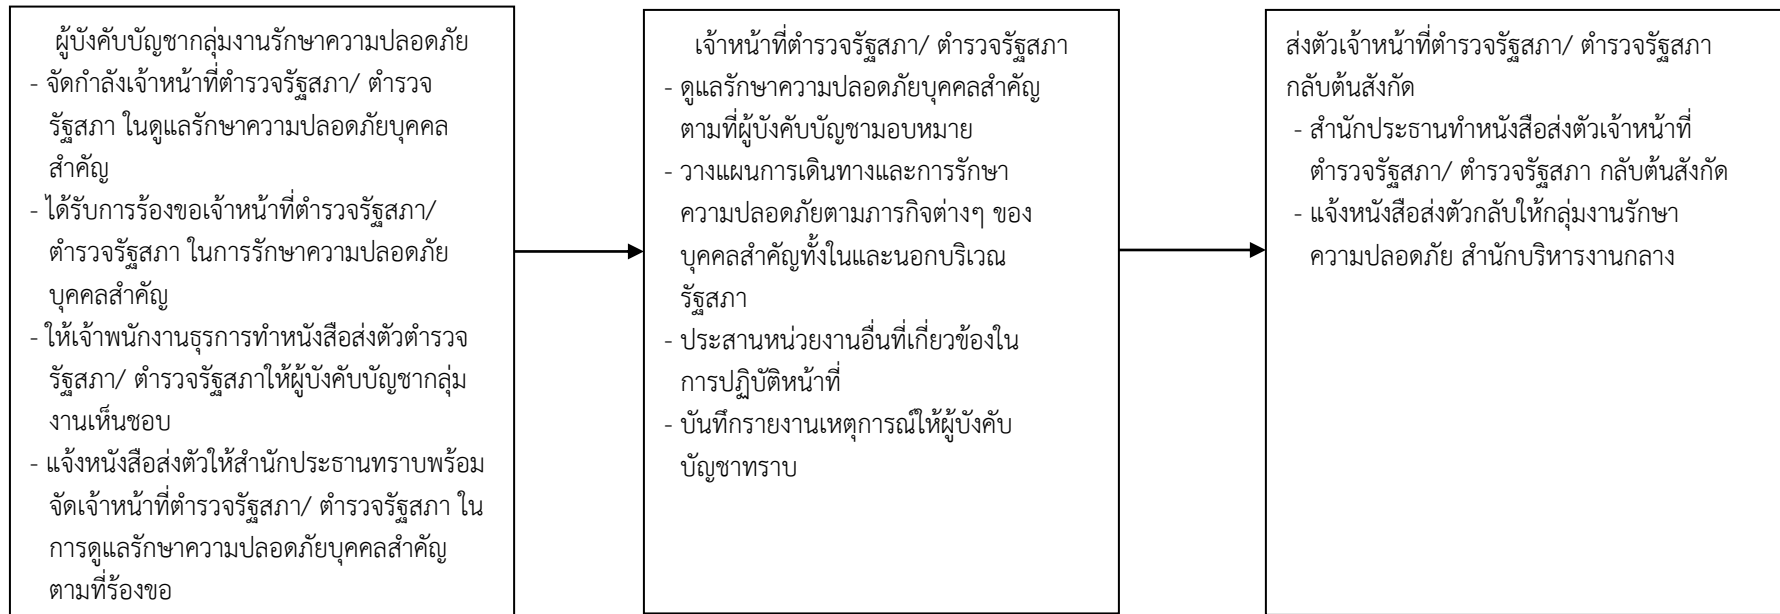 ผู้บังคับบัญชากลุ่มงานรักษาความปลอดภัย
- จัดกำลังเจ้าหน้าที่ตำรวจรัฐสภา/ ตำรวจ
รัฐสภา ในดูแลรักษาความปลอดภัยบุคคล
สำคัญ
- ได้รับการร้องขอเจ้าหน้าที่ตำรวจรัฐสภา/
ตำรวจรัฐสภา ในการรักษาความปลอดภัย
บุคคลสำคัญ
- ให้เจ้าพนักงานธุรการทำหนังสือส่งตัวตำรวจ
รัฐสภา/ ตำรวจรัฐสภาให้ผู้บังคับบัญชากลุ่ม
งานเห็นชอบ
- แจ้งหนังสือส่งตัวให้สำนักประธานทราบพร้อม
จัดเจ้าหน้าที่ตำรวจรัฐสภา/ ตำรวจรัฐสภา ใน
การดูแลรักษาความปลอดภัยบุคคลสำคัญ
ตามที่ร้องขอ
เจ้าหน้าที่ตำรวจรัฐสภา/ ตำรวจรัฐสภา
- ดูแลรักษาความปลอดภัยบุคคลสำคัญ
ตามที่ผู้บังคับบัญชามอบหมาย
- วางแผนการเดินทางและการรักษา
ความปลอดภัยตามภารกิจต่างๆ ของ
บุคคลสำคัญทั้งในและนอกบริเวณ
รัฐสภา
- ประสานหน่วยงานอื่นที่เกี่ยวข้องใน
การปฏิบัติหน้าที่
- บันทึกรายงานเหตุการณ์ให้ผู้บังคับ
บัญชาทราบ
ส่งตัวเจ้าหน้าที่ตำรวจรัฐสภา/ ตำรวจรัฐสภา
กลับต้นสังกัด
- สำนักประธานทำหนังสือส่งตัวเจ้าหน้าที่
ตำรวจรัฐสภา/ ตำรวจรัฐสภา กลับต้นสังกัด
- แจ้งหนังสือส่งตัวกลับให้กลุ่มงานรักษา
ความปลอดภัย สำนักบริหารงานกลาง